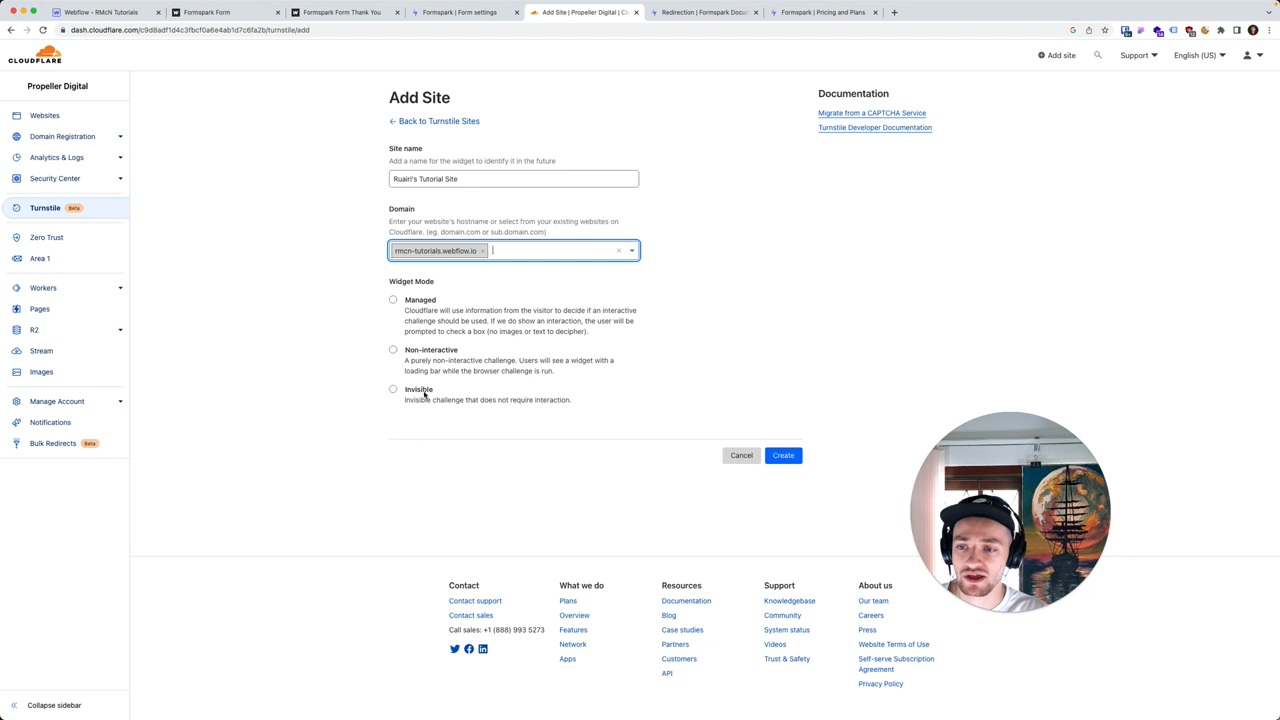 Webflow - RMcN Tutorials
Formspark Form
Formspark Form Thank You
Formspark | Form settings
Add Site | Propeller Digital | Cl
Redirection | Formspark Docu
Formspark | Pricing and Plans
dash.cloudflare.com/c9d8adf1d4c3fbcf0a6e4ab1d7c6fa2b/turnstile/add
CLOUDFLARE
Add site
Support
English (US)
Propeller Digital
Websites
Domain Registration
Analytics & Logs
Security Center
Turnstile Beta
Zero Trust
Area 1
Workers
Pages
R2
Stream
Images
Manage Account
Notifications
Bulk Redirects Beta
Collapse sidebar
Add Site
← Back to Turnstile Sites
Site name
Add a name for the widget to identify it in the future
Ruairi's Tutorial Site
Domain
Enter your website's hostname or select from your existing websites on
Cloudflare. (eg. domain.com or sub.domain.com)
rmcn-tutorials.webflow.io ×
Widget Mode
Managed
Cloudflare will use information from the visitor to decide if an interactive
challenge should be used. If we do show an interaction, the user will be
prompted to check a box (no images or text to decipher).
Non-interactive
A purely non-interactive challenge. Users will see a widget with a
loading bar while the browser challenge is run.
Invisible
Invisible challenge that does not require interaction.
Cancel
Create
Documentation
Migrate from a CAPTCHA Service
Turnstile Developer Documentation
Contact
Contact support
Contact sales
Call sales: +1 (888) 993 5273
What we do
Plans
Overview
Features
Network
Apps
Resources
Documentation
Blog
Case studies
Partners
Customers
API
Support
Knowledgebase
Community
System status
Videos
Trust & Safety
About us
Our team
Careers
Press
Website Terms of Use
Self-serve Subscription
Agreement
Privacy Policy